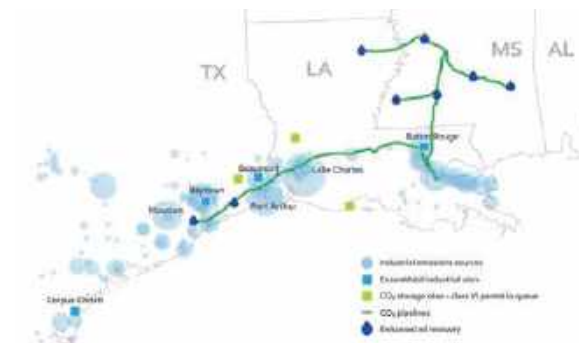 TX
LA
MS
AL
Baton Rouge
Beaumont
Lake Charles
Baytown
Houston
Port Arthur
Corpus Christi
Industrial emissions sources
ExxonMobil industrial sites
CO₂ storage sites – class VI permit in queue
CO₂ pipelines
Enhanced oil recovery